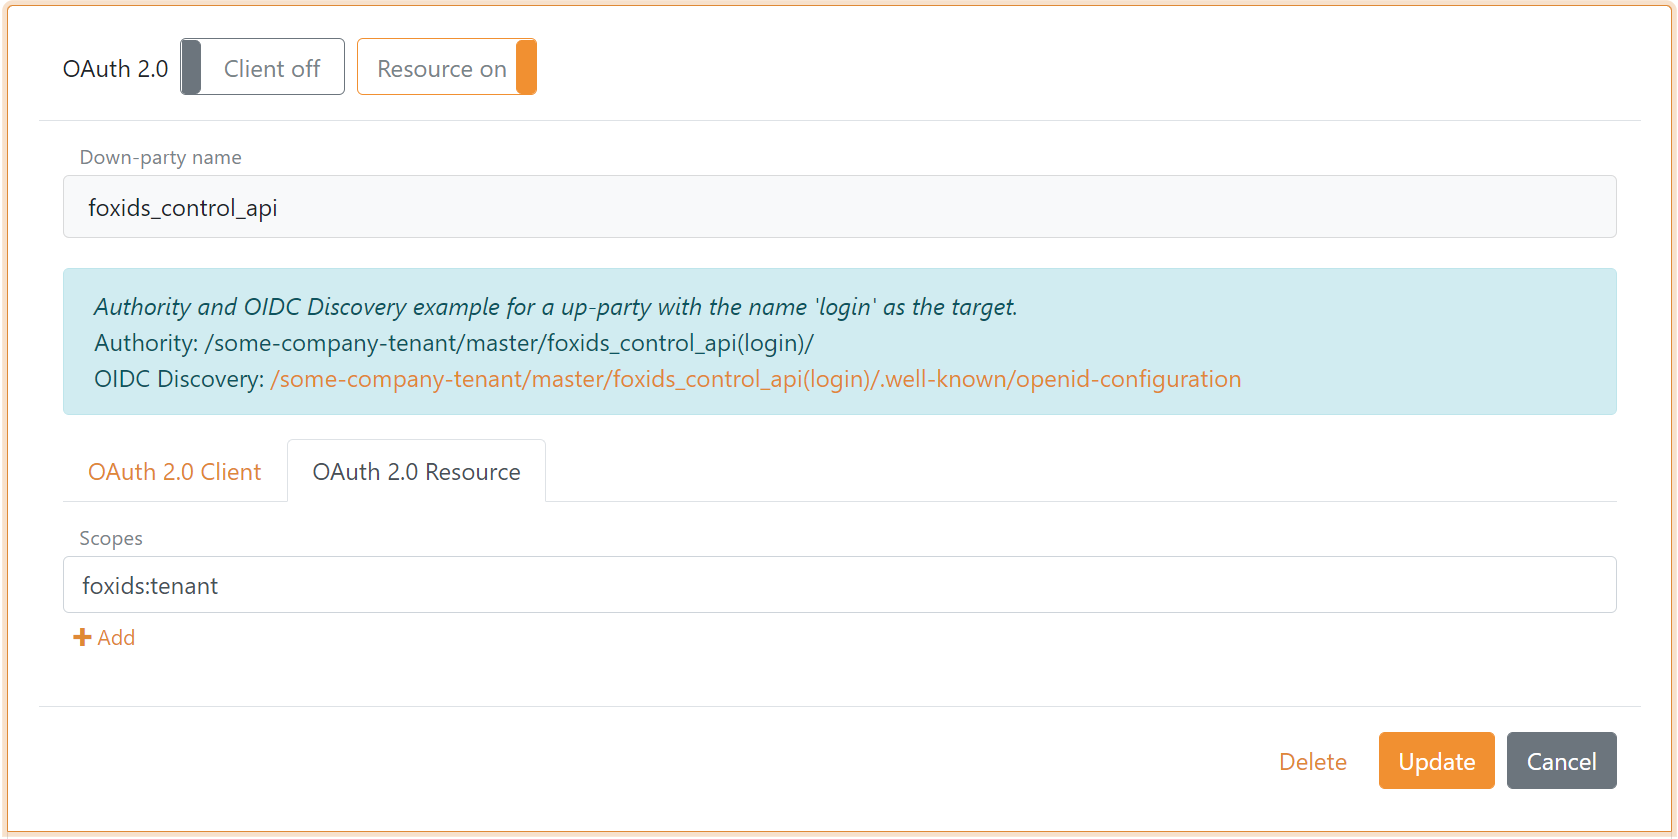 OAuth 2.0 Client off Resource on
Down-party name
foxids_control_api
Authority and OIDC Discovery example for a up-party with the name 'login' as the target.
Authority: /some-company-tenant/master/foxids_control_api(login)/
OIDC Discovery: /some-company-tenant/master/foxids_control_api(login)/.well-known/openid-configuration
OAuth 2.0 Client OAuth 2.0 Resource
Scopes
foxids:tenant
Add
Delete Update Cancel